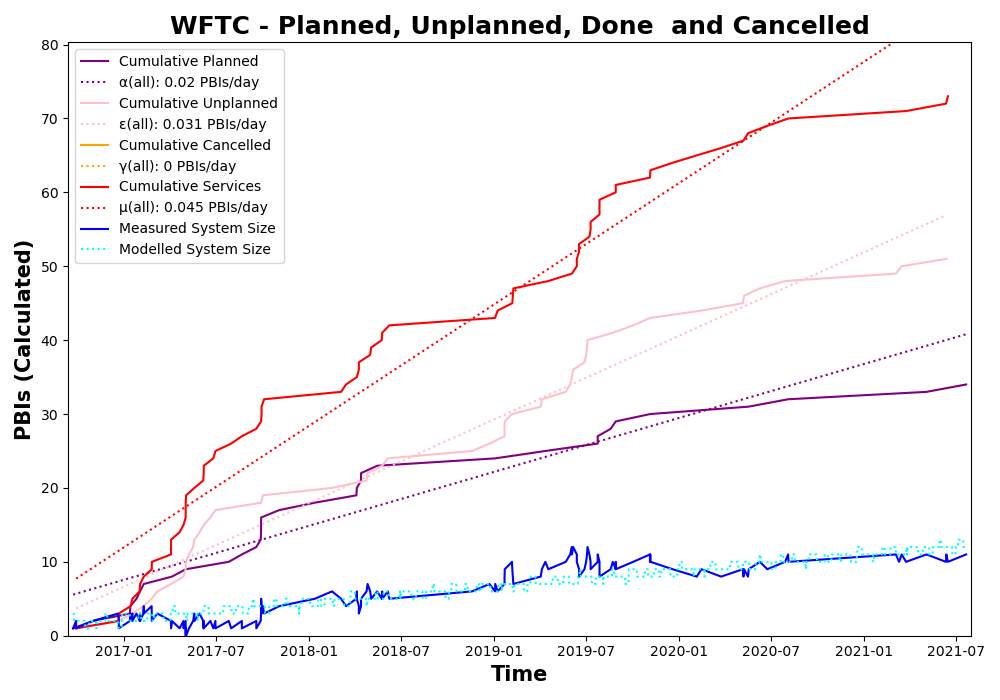 WFTC - Planned, Unplanned, Done  and Cancelled
PBIs (Calculated)
80
70
60
50
40
30
20
10
0
Cumulative Planned
α(all): 0.02 PBIs/day
Cumulative Unplanned
ε(all): 0.031 PBIs/day
Cumulative Cancelled
γ(all): 0 PBIs/day
Cumulative Services
μ(all): 0.045 PBIs/day
Measured System Size
Modelled System Size
2017-01 2017-07 2018-01 2018-07 2019-01 2019-07 2020-01 2020-07 2021-01 2021-07
Time